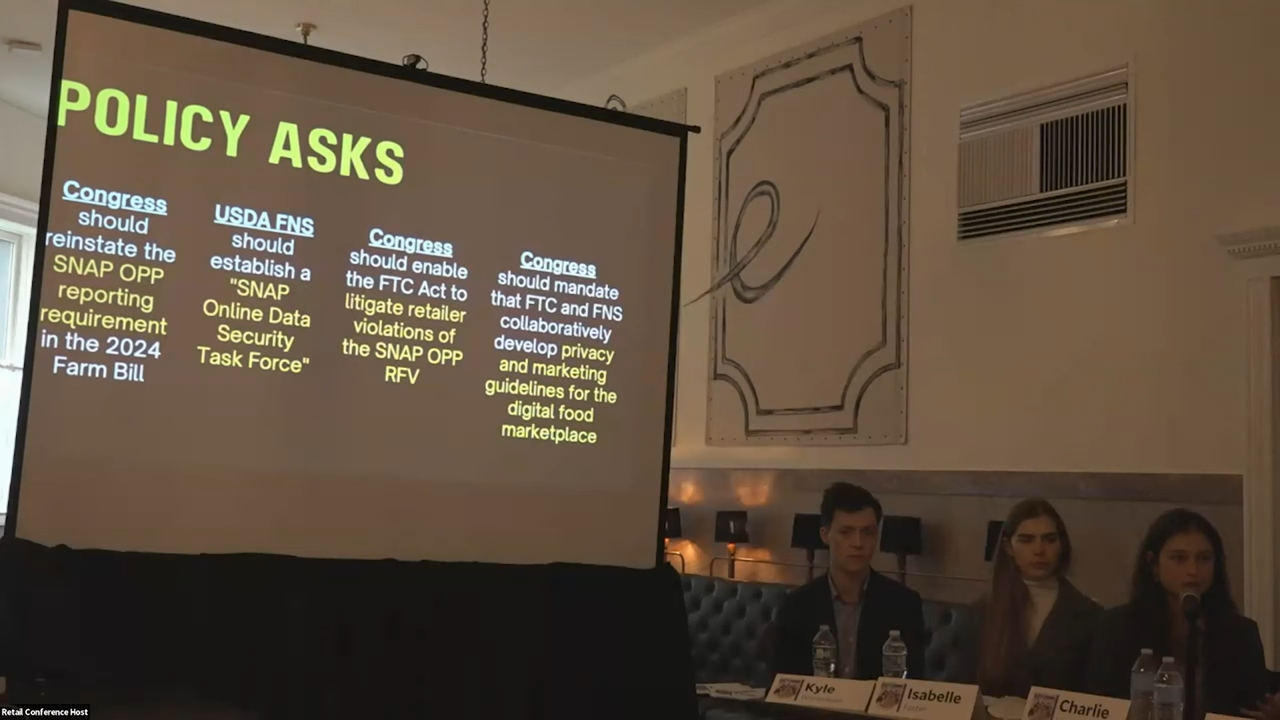 POLICY ASKS
Congress
should
reinstate the
SNAP OPP
reporting
requirement
in the 2024
Farm Bill
USDA FNS
should
establish a
"SNAP
Online Data
Security
Task Force"
Congress
should enable
the FTC Act to
litigate retailer
violations of
the SNAP OPP
RFV
Congress
should mandate
that FTC and FNS
collaboratively
develop privacy
and marketing
guidelines for the
digital food
marketplace
e
Kyle
Isabelle
Charlie
Retail Conference Host